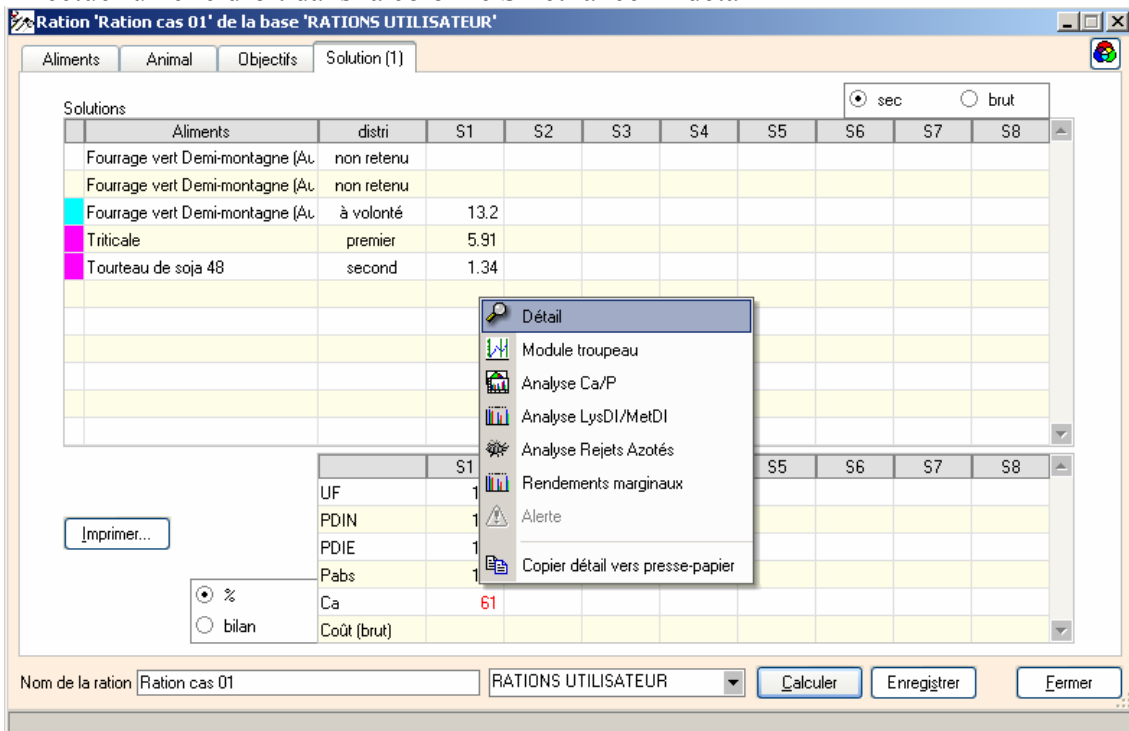 Ration 'Ration cas 01' de la base 'RATIONS UTILISATEUR'
Aliments Animal Objectifs Solution (1)
sec brut
Solutions
Aliments distri S1 S2 S3 S4 S5 S6 S7 S8
Fourrage vert Demi-montagne (Au non retenu
Fourrage vert Demi-montagne (Au non retenu
Fourrage vert Demi-montagne (Au à volonté 13.2
Triticale premier 5.91
Tourteau de soja 48 second 1.34
Détail
Module troupeau
Analyse Ca/P
Analyse LysDI/MetDI
Analyse Rejets Azotés
Rendements marginaux
Alerte
Copier détail vers presse-papier
S1 S5 S6 S7 S8
UF 1
PDIN 1
PDIE 1
Pabs 1
Ca 61
Coût (brut)
Imprimer...
%
bilan
Nom de la ration Ration cas 01 RATIONS UTILISATEUR Calculer Enregistrer Fermer